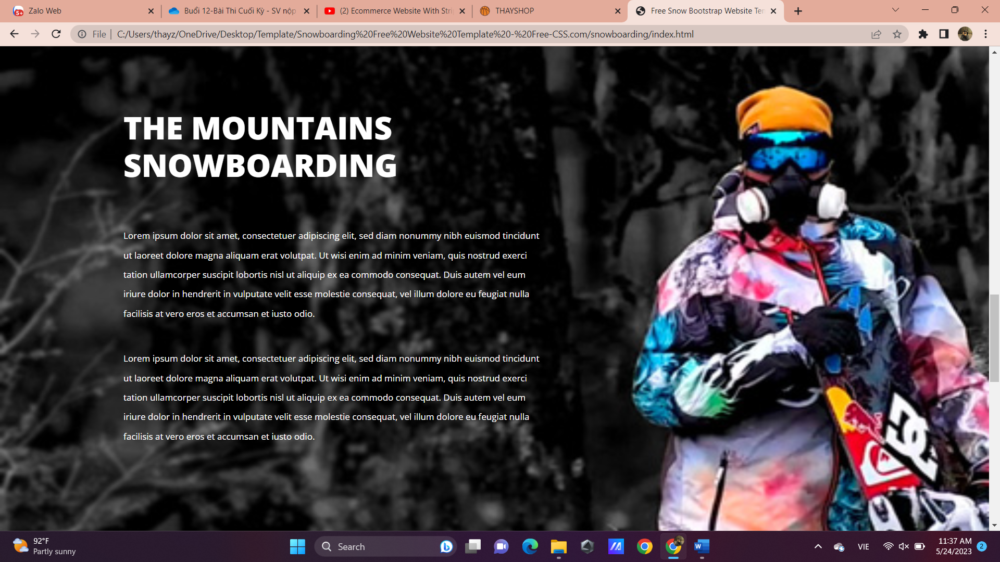 Zalo Web
Buổi 12-Bài Thi Cuối Kỳ - SV nộp
(2) Ecommerce Website With Stri
THAYSHOP
Free Snow Bootstrap Website Tem
File
C:/Users/thayz/OneDrive/Desktop/Template/Snowboarding%20Free%20Website%20Template%20-%20Free-CSS.com/snowboarding/index.html
THE MOUNTAINS
SNOWBOARDING
Lorem ipsum dolor sit amet, consectetuer adipiscing elit, sed diam nonummy nibh euismod tincidunt
ut laoreet dolore magna aliquam erat volutpat. Ut wisi enim ad minim veniam, quis nostrud exerci
tation ullamcorper suscipit lobortis nisl ut aliquip ex ea commodo consequat. Duis autem vel eum
iriure dolor in hendrerit in vulputate velit esse molestie consequat, vel illum dolore eu feugiat nulla
facilisis at vero eros et accumsan et iusto odio.
Lorem ipsum dolor sit amet, consectetuer adipiscing elit, sed diam nonummy nibh euismod tincidunt
ut laoreet dolore magna aliquam erat volutpat. Ut wisi enim ad minim veniam, quis nostrud exerci
tation ullamcorper suscipit lobortis nisl ut aliquip ex ea commodo consequat. Duis autem vel eum
iriure dolor in hendrerit in vulputate velit esse molestie consequat, vel illum dolore eu feugiat nulla
facilisis at vero eros et accumsan et iusto odio.
DC
92°F
Partly sunny
Search
VIE
11:37 AM
5/24/2023
2